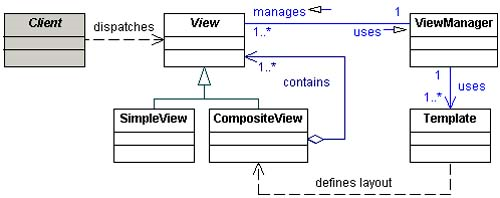 Client
dispatches
View
manages
1
1..*
uses
ViewManager
1..*
contains
1
uses
1..*
SimpleView
CompositeView
Template
defines layout